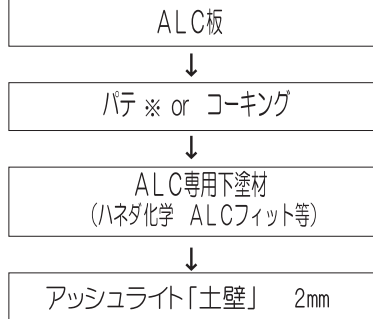 ALC板
↓
パテ ※ or コーキング
↓
ALC専用下塗材
(ハネダ化学 ALCフィット等)
↓
アッシュライト「土壁」 2mm